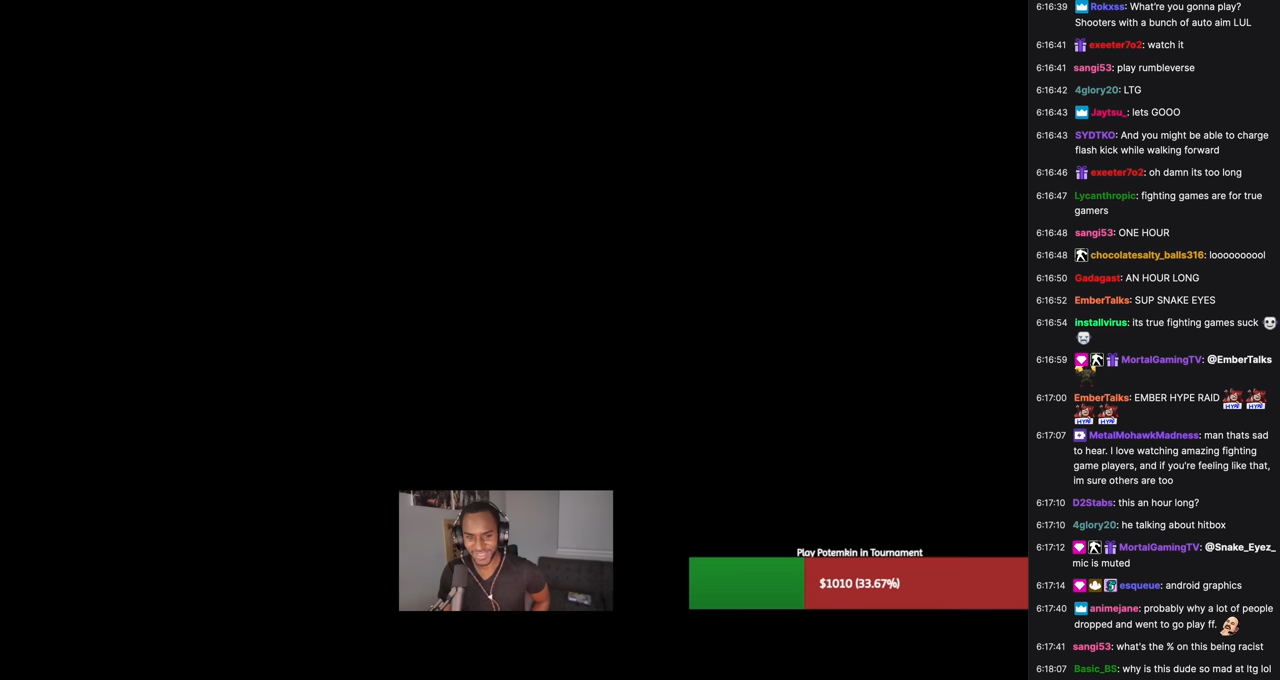 Play Potemkin in Tournament
$1010 (33.67%)
6:16:39 Rokxss: What're you gonna play?
Shooters with a bunch of auto aim LUL
6:16:41 exeeter7o2: watch it
6:16:41 sangi53: play rumbleverse
6:16:42 4glory20: LTG
6:16:43 Jaytsu_: lets GOOO
6:16:43 SYDTKO: And you might be able to charge
flash kick while walking forward
6:16:46 exeeter7o2: oh damn its too long
6:16:47 Lycanthropic: fighting games are for true
gamers
6:16:48 sangi53: ONE HOUR
6:16:48 chocolatesalty_balls316: looooooooool
6:16:50 Gadagast: AN HOUR LONG
6:16:52 EmberTalks: SUP SNAKE EYES
6:16:54 installvirus: its true fighting games suck
6:16:59 MortalGamingTV: @EmberTalks
6:17:00 EmberTalks: EMBER HYPE RAID HYPE HYPE
HYPE HYPE
6:17:07 MetalMohawkMadness: man thats sad
to hear. I love watching amazing fighting
game players, and if you're feeling like that,
im sure others are too
6:17:10 D2Stabs: this an hour long?
6:17:10 4glory20: he talking about hitbox
6:17:12 MortalGamingTV: @Snake_Eyez_
mic is muted
6:17:14 esqueue: android graphics
6:17:40 animejane: probably why a lot of people
dropped and went to go play ff.
6:17:41 sangi53: what's the % on this being racist
6:18:07 Basic_BS: why is this dude so mad at ltg lol